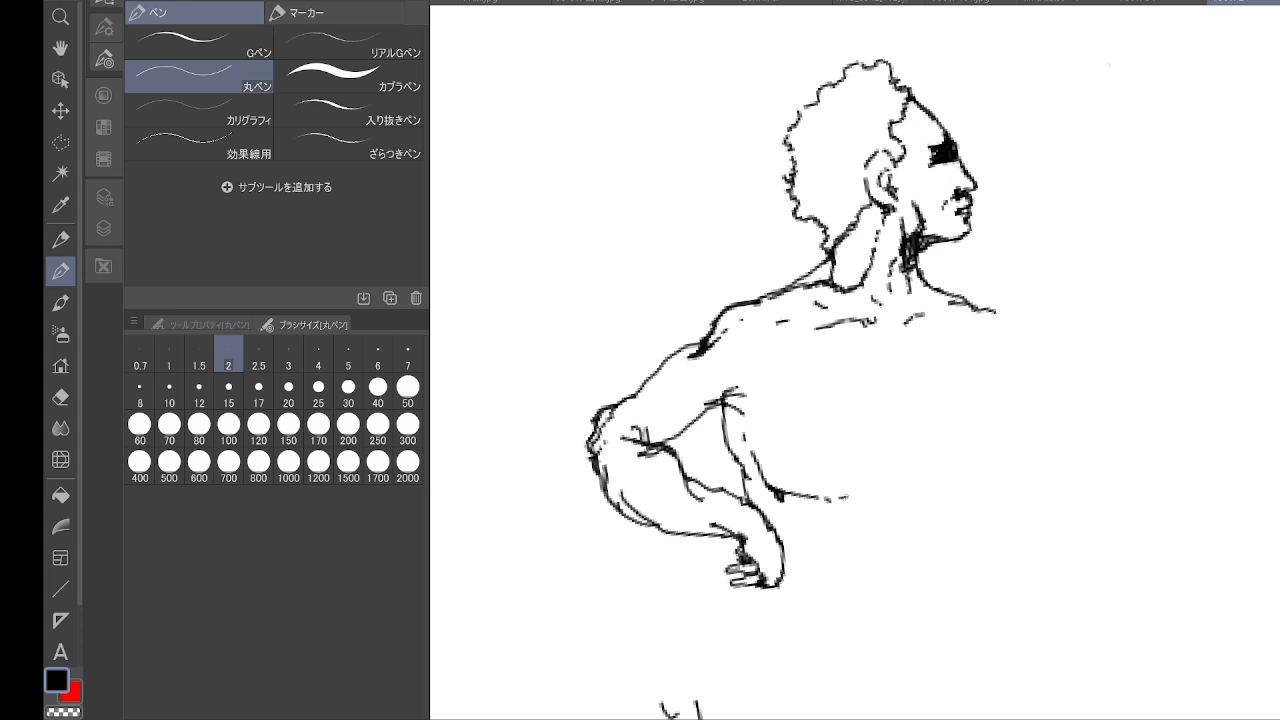 ペン マーカー
Gペン リアルGペン
丸ペン カブラペン
カリグラフィ 入り抜きペン
効果線用 ざらつきペン
サブツールを追加する
ツールプロパティ[丸ペン] ブラシサイズ[丸ペン]
0.7 1 1.5 2 2.5 3 4 5 6 7
8 10 12 15 17 20 25 30 40 50
60 70 80 100 120 150 170 200 250 300
400 500 600 700 800 1000 1200 1500 1700 2000
A